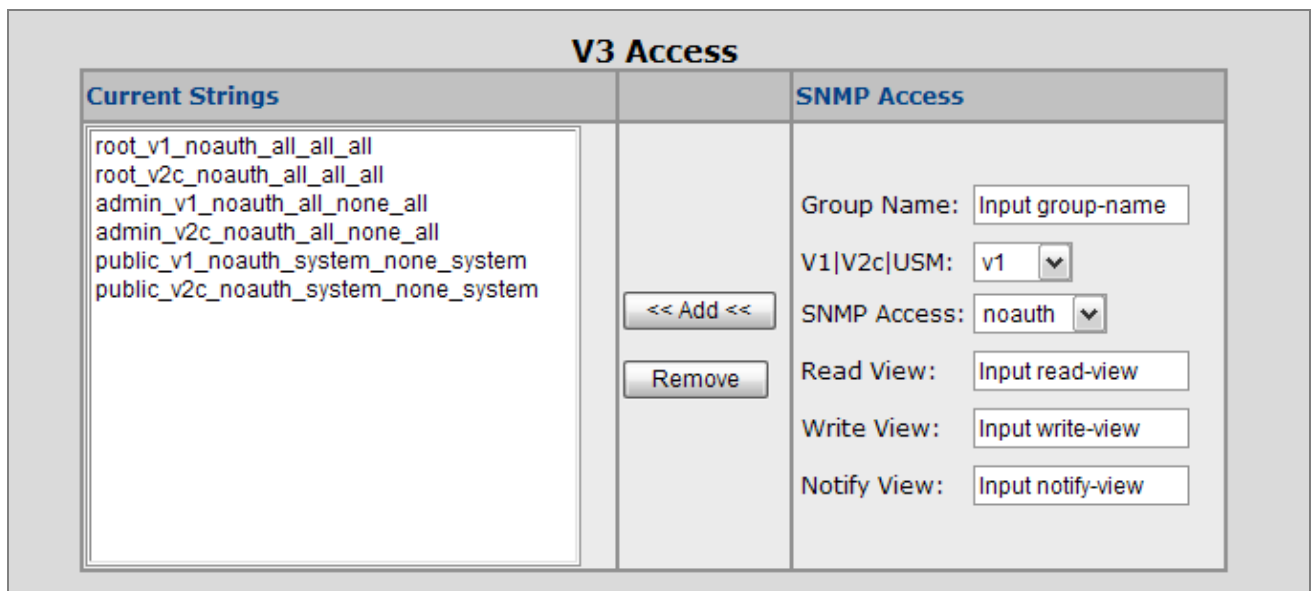 V3 Access
Current Strings
SNMP Access
root_v1_noauth_all_all_all
root_v2c_noauth_all_all_all
admin_v1_noauth_all_none_all
admin_v2c_noauth_all_none_all
public_v1_noauth_system_none_system
public_v2c_noauth_system_none_system
<< Add <<
Remove
Group Name: Input group-name
V1|V2c|USM: v1
SNMP Access: noauth
Read View: Input read-view
Write View: Input write-view
Notify View: Input notify-view